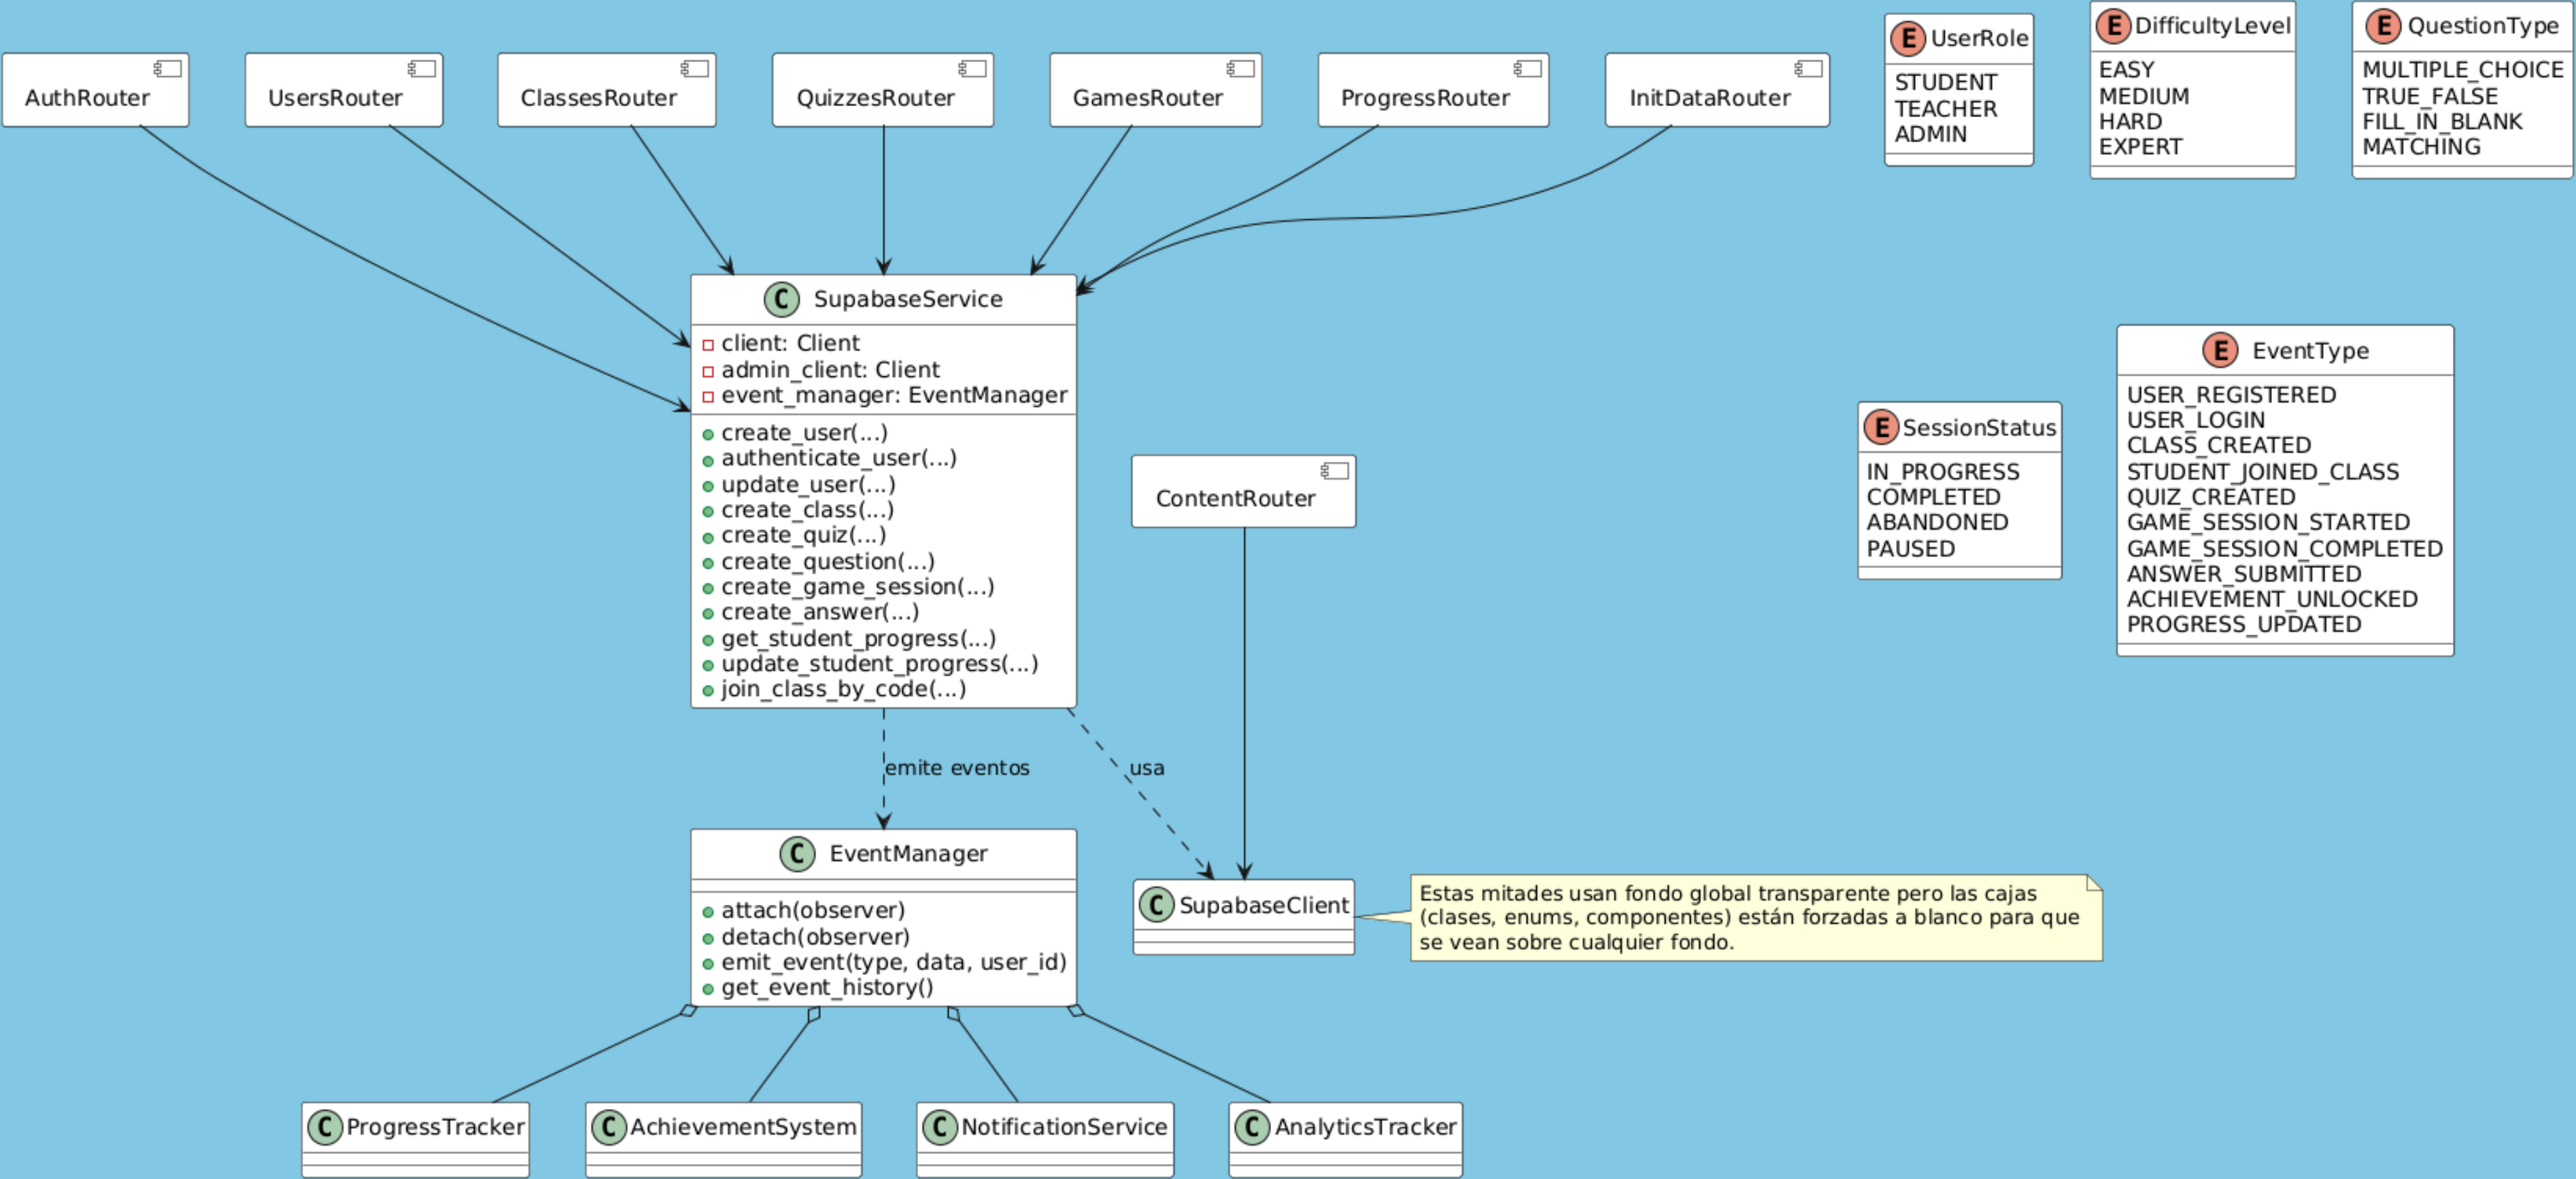 AuthRouter
UsersRouter
ClassesRouter
QuizzesRouter
GamesRouter
ProgressRouter
InitDataRouter
E UserRole
STUDENT
TEACHER
ADMIN
E DifficultyLevel
EASY
MEDIUM
HARD
EXPERT
E QuestionType
MULTIPLE_CHOICE
TRUE_FALSE
FILL_IN_BLANK
MATCHING
C SupabaseService
client: Client
admin_client: Client
event_manager: EventManager
create_user(...)
authenticate_user(...)
update_user(...)
create_class(...)
create_quiz(...)
create_question(...)
create_game_session(...)
create_answer(...)
get_student_progress(...)
update_student_progress(...)
join_class_by_code(...)
ContentRouter
E SessionStatus
IN_PROGRESS
COMPLETED
ABANDONED
PAUSED
E EventType
USER_REGISTERED
USER_LOGIN
CLASS_CREATED
STUDENT_JOINED_CLASS
QUIZ_CREATED
GAME_SESSION_STARTED
GAME_SESSION_COMPLETED
ANSWER_SUBMITTED
ACHIEVEMENT_UNLOCKED
PROGRESS_UPDATED
emite eventos
usa
C EventManager
attach(observer)
detach(observer)
emit_event(type, data, user_id)
get_event_history()
C SupabaseClient
Estas mitades usan fondo global transparente pero las cajas
(clases, enums, componentes) están forzadas a blanco para que
se vean sobre cualquier fondo.
C ProgressTracker
C AchievementSystem
C NotificationService
C AnalyticsTracker